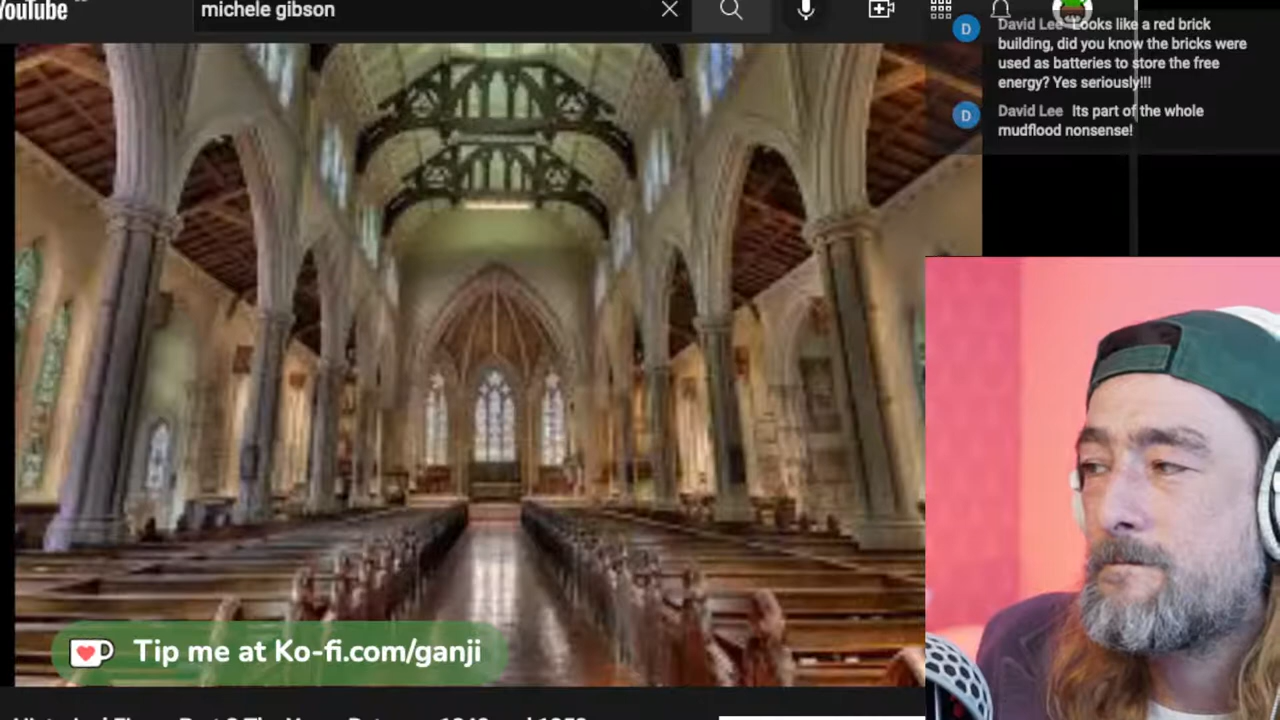 YouTube
michele gibson
David Lee Looks like a red brick
building, did you know the bricks were
used as batteries to store the free
energy? Yes seriously!!!
David Lee Its part of the whole
mudflood nonsense!
D
D
Tip me at Ko-fi.com/ganji